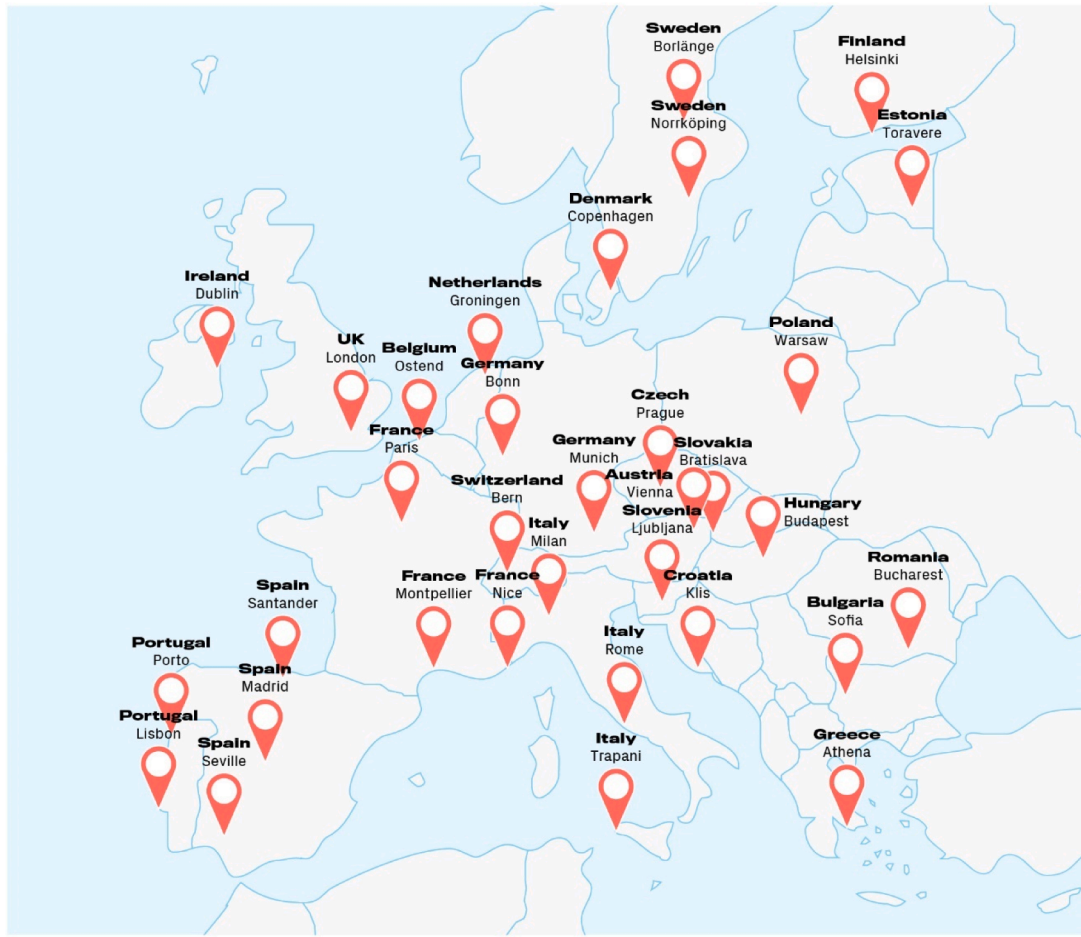 Sweden
Borlänge
Finland
Helsinki
Sweden
Norrköping
Estonia
Toravere
Denmark
Copenhagen
Ireland
Dublin
Netherlands
Groningen
UK
London
Belgium
Ostend
Germany
Bonn
Poland
Warsaw
Czech
Prague
France
Paris
Germany
Munich
Slovakia
Bratislava
Switzerland
Bern
Austria
Vienna
Slovenia
Ljubljana
Hungary
Budapest
Italy
Milan
Romania
Bucharest
France
Montpellier
France
Nice
Croatia
Klis
Spain
Santander
Bulgaria
Sofia
Italy
Rome
Portugal
Porto
Spain
Madrid
Portugal
Lisbon
Spain
Seville
Italy
Trapani
Greece
Athena